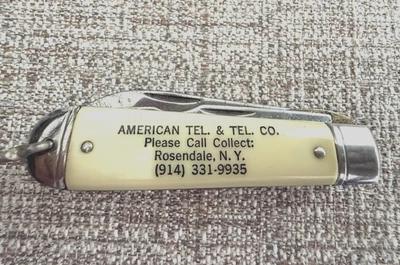 AMERICAN TEL. & TEL. CO.
Please Call Collect:
Rosendale, N.Y.
(914) 331-9935